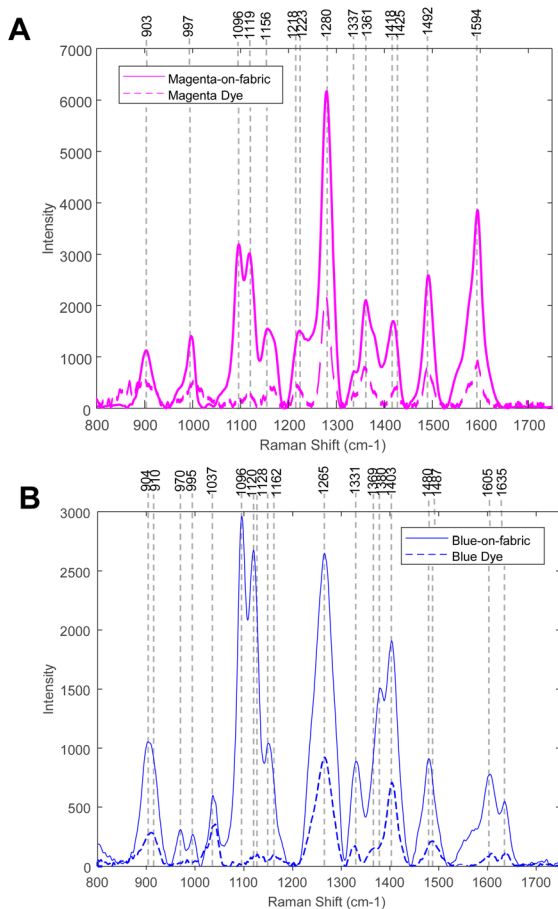 A
903 997 1096 1119 1156 1218 1223 1280 1337 1361 1418 1425 1492 1594
7000
6000
5000
4000
3000
2000
1000
0
Intensity
Magenta-on-fabric
Magenta Dye
800 900 1000 1100 1200 1300 1400 1500 1600 1700
Raman Shift (cm-1)
B
904 910 970 995 1037 1096 1120 1128 1162 1265 1331 1369 1380 1403 1480 1487 1605 1635
3000
2500
2000
1500
1000
500
0
Intensity
Blue-on-fabric
Blue Dye
800 900 1000 1100 1200 1300 1400 1500 1600
Raman Shift (cm-1)